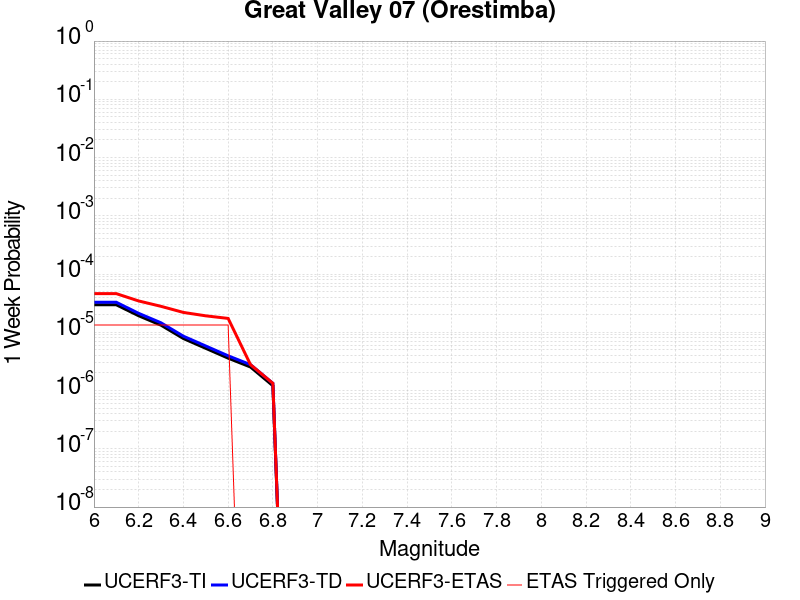 Great Valley 07 (Orestimba)
10^0
10^-1
10^-2
10^-3
10^-4
10^-5
10^-6
10^-7
10^-8
1 Week Probability
6 6.2 6.4 6.6 6.8 7 7.2 7.4 7.6 7.8 8 8.2 8.4 8.6 8.8 9
Magnitude
UCERF3-TI UCERF3-TD UCERF3-ETAS ETAS Triggered Only